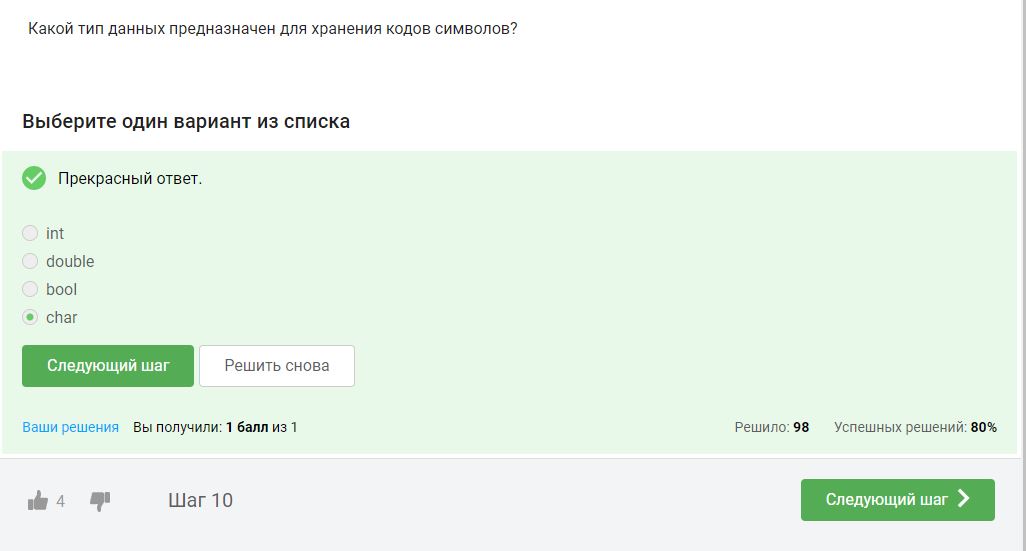 Какой тип данных предназначен для хранения кодов символов?
Выберите один вариант из списка
Прекрасный ответ.
int
double
bool
char
Следующий шаг Решить снова
Ваши решения Вы получили: 1 балл из 1 Решило: 98 Успешных решений: 80%
4 Шаг 10 Следующий шаг